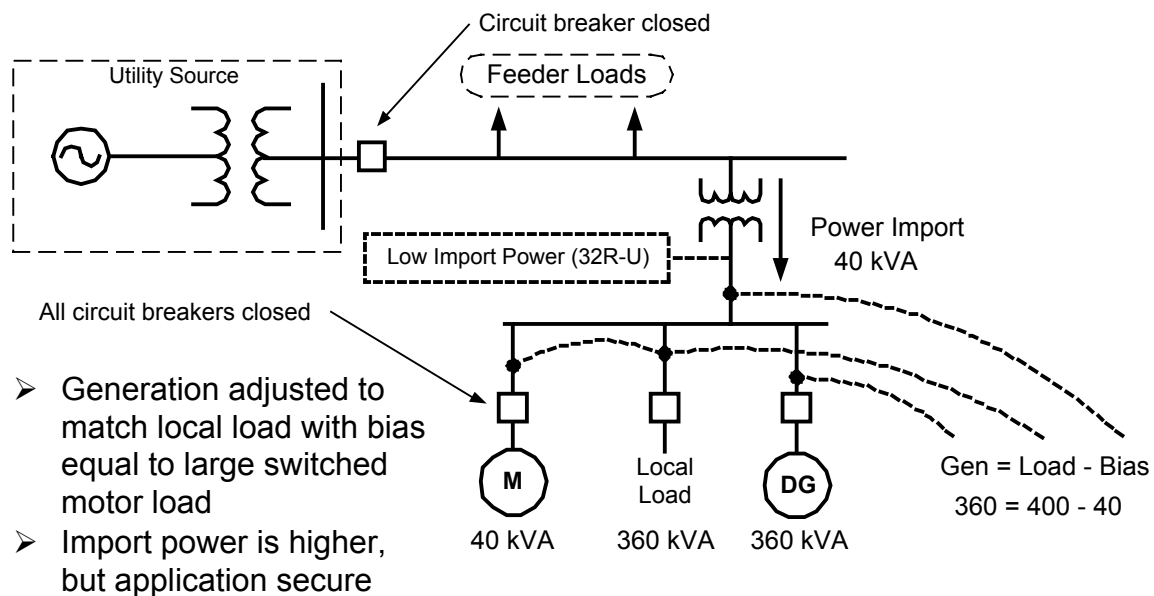 Circuit breaker closed
Utility Source
Feeder Loads
Low Import Power (32R-U)
Power Import
40 kVA
All circuit breakers closed
➢ Generation adjusted to
match local load with bias
equal to large switched
motor load
➢ Import power is higher,
but application secure
M
40 kVA
Local
Load
360 kVA
DG
360 kVA
Gen = Load - Bias
360 = 400 - 40